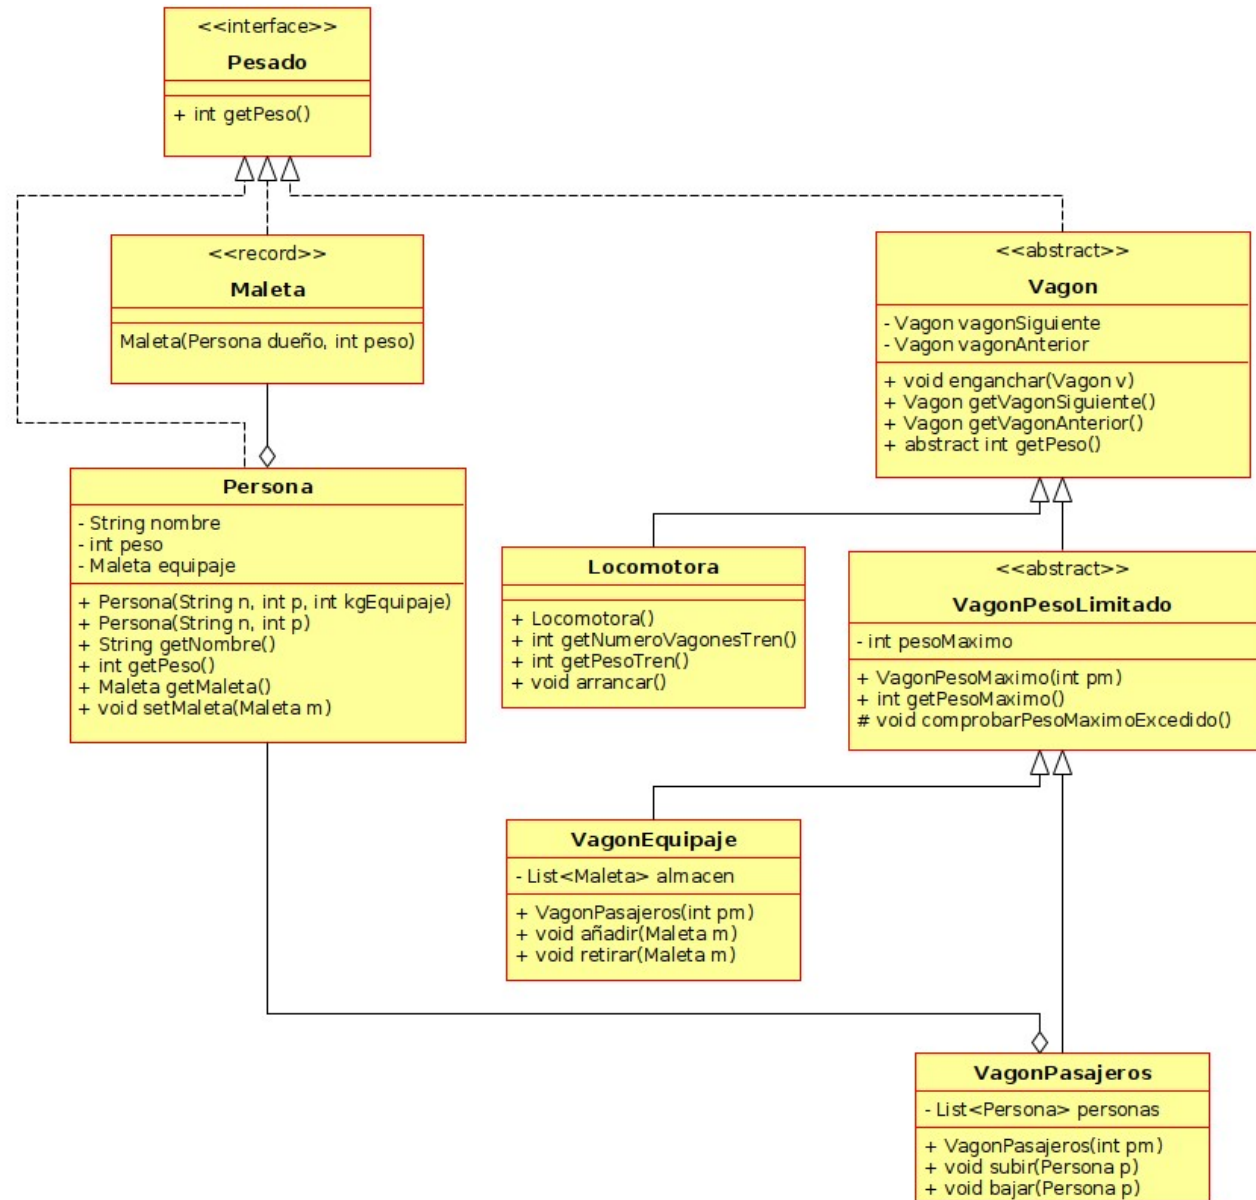 <<interface>>
Pesado
+ int getPeso()
<<record>>
Maleta
Maleta(Persona dueño, int peso)
<<abstract>>
Vagon
- Vagon vagonSiguiente
- Vagon vagonAnterior
+ void enganchar(Vagon v)
+ Vagon getVagonSiguiente()
+ Vagon getVagonAnterior()
+ abstract int getPeso()
Persona
- String nombre
- int peso
- Maleta equipaje
+ Persona(String n, int p, int kgEquipaje)
+ Persona(String n, int p)
+ String getNombre()
+ int getPeso()
+ Maleta getMaleta()
+ void setMaleta(Maleta m)
Locomotora
+ Locomotora()
+ int getNumeroVagonesTren()
+ int getPesoTren()
+ void arrancar()
<<abstract>>
VagonPesoLimitado
- int pesoMaximo
+ VagonPesoMaximo(int pm)
+ int getPesoMaximo()
# void comprobarPesoMaximoExcedido()
VagonEquipaje
- List<Maleta> almacen
+ VagonPasajeros(int pm)
+ void añadir(Maleta m)
+ void retirar(Maleta m)
VagonPasajeros
- List<Persona> personas
+ VagonPasajeros(int pm)
+ void subir(Persona p)
+ void bajar(Persona p)